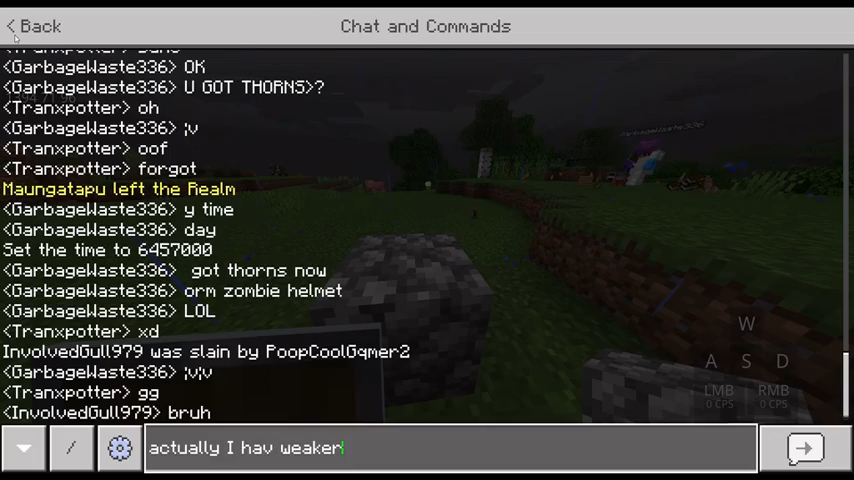 Back
Chat and Commands
<GarbageWaste336> OK
<GarbageWaste336> U GOT THORNS>?
<Tranxpotter> oh
<GarbageWaste336> ¦v
<Tranxpotter> oof
<Tranxpotter> forgot
Maungatapu left the Realm
<GarbageWaste336> y time
<GarbageWaste336> day
Set the time to 6457000
<GarbageWaste336>  got thorns now
<GarbageWaste336> orm zombie helmet
<GarbageWaste336> LOL
<Tranxpotter> xd
InvolvedGull979 was slain by PoopCoolGqmer2
<GarbageWaste336> ¦v¦v
<Tranxpotter> gg
<InvolvedGull979> bruh
GarbageWaste336
W
A S D
LMB RMB
0 CPS 0 CPS
/
actually I hav weaker